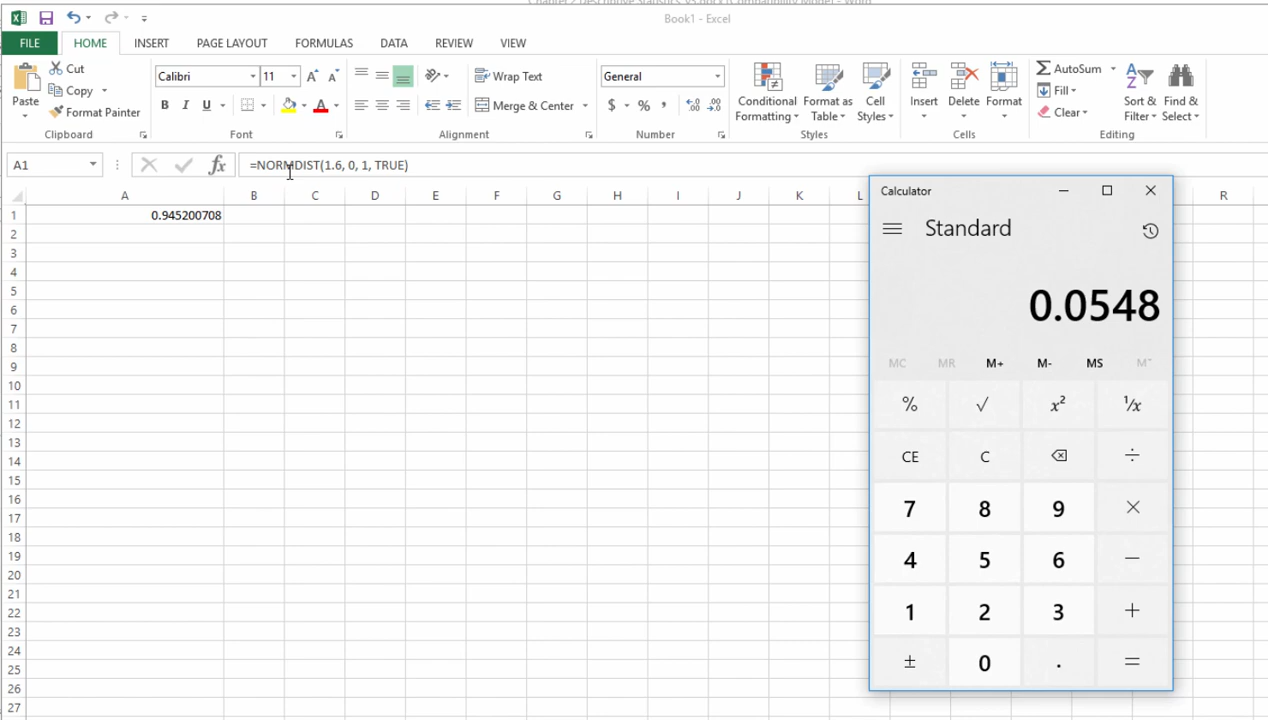 Book1 - Excel
FILE HOME INSERT PAGE LAYOUT FORMULAS DATA REVIEW VIEW
Cut
Copy
Format Painter
Paste
Calibri 11
B I U
Wrap Text
Merge & Center
General
$ % ,
Conditional Formatting
Format as Table
Cell Styles
Insert Delete Format
AutoSum
Fill
Clear
Sort & Filter
Find & Select
Clipboard Font Alignment Number Styles Cells Editing
A1 fx =NORMDIST(1.6, 0, 1, TRUE)
A B C D E F G H I J K L R
1 0.945200708
2
3
4
5
6
7
8
9
10
11
12
13
14
15
16
17
18
19
20
21
22
23
24
25
26
27
Calculator
Standard
0.0548
MC MR M+ M- MS M˅
% √ x² ¹/x
CE C ÷
7 8 9 ×
4 5 6 −
1 2 3 +
± 0 . =